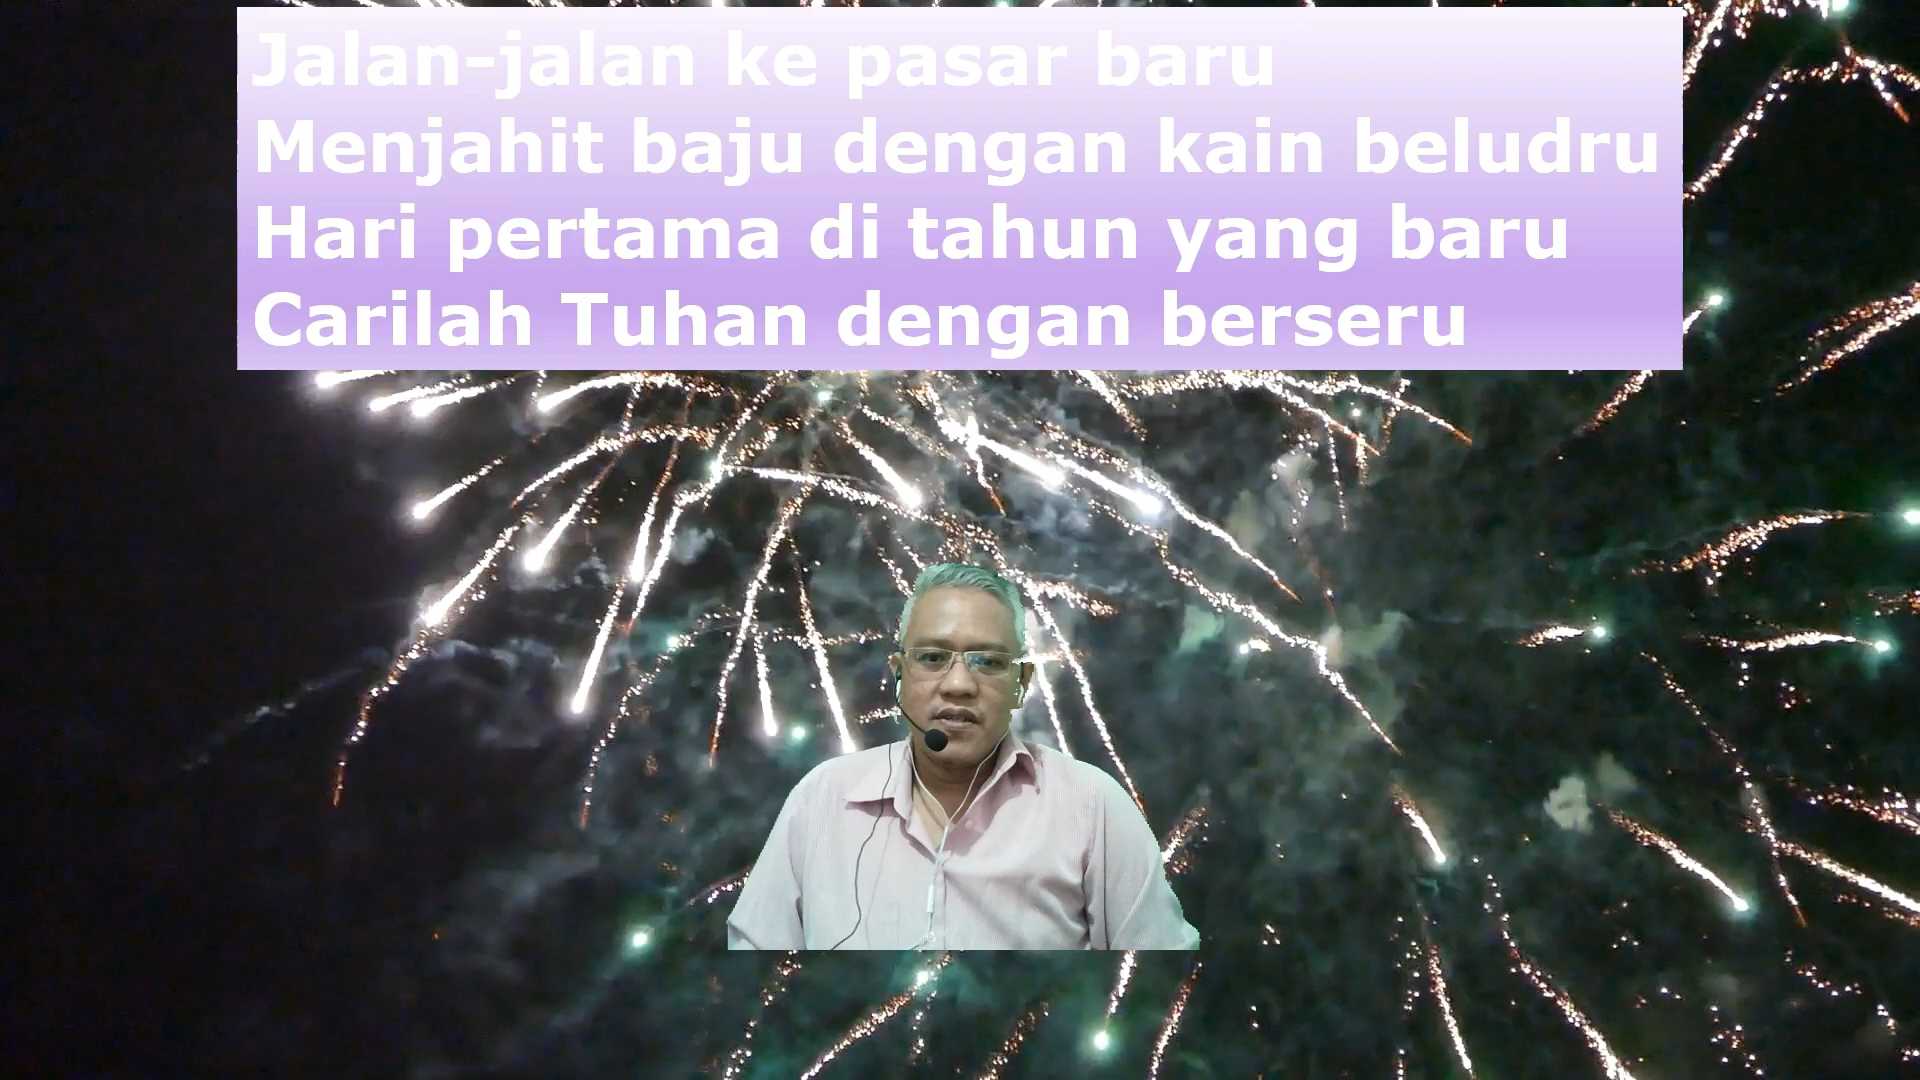 Jalan-jalan ke pasar baru
Menjahit baju dengan kain beludru
Hari pertama di tahun yang baru
Carilah Tuhan dengan berseru